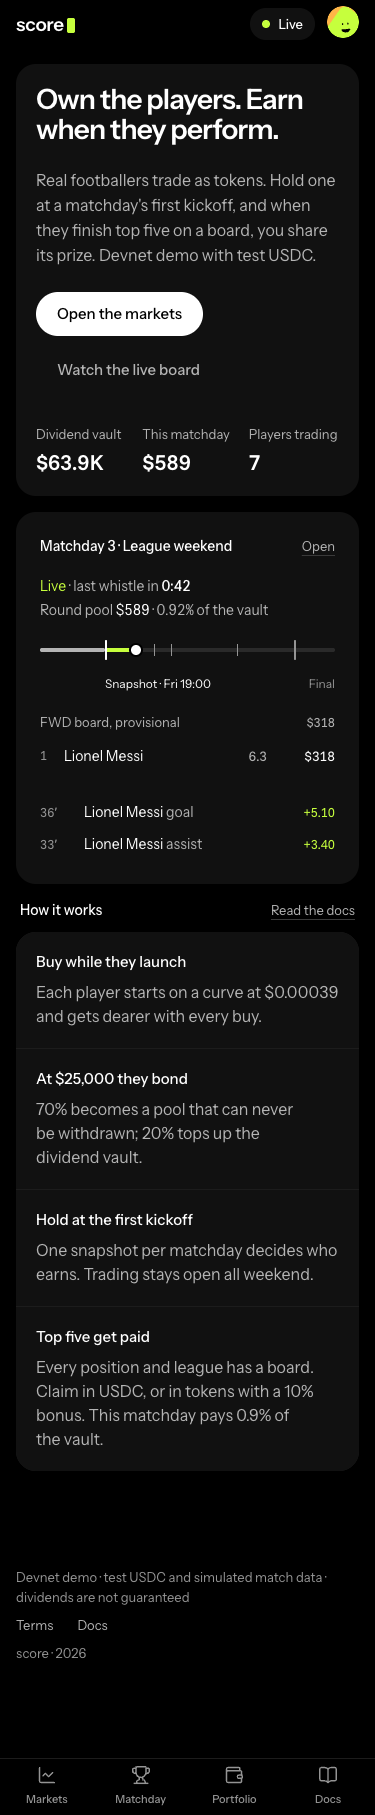 score
Live
Own the players. Earn
when they perform.
Real footballers trade as tokens. Hold one
at a matchday's first kickoff, and when
they finish top five on a board, you share
its prize. Devnet demo with test USDC.
Open the markets
Watch the live board
Dividend vault This matchday Players trading
$63.9K $589 7
Matchday 3 · League weekend Open
Live · last whistle in 0:42
Round pool $589 · 0.92% of the vault
Snapshot · Fri 19:00 Final
FWD board, provisional $318
1 Lionel Messi 6.3 $318
36′ Lionel Messi goal +5.10
33′ Lionel Messi assist +3.40
How it works Read the docs
Buy while they launch
Each player starts on a curve at $0.00039
and gets dearer with every buy.
At $25,000 they bond
70% becomes a pool that can never
be withdrawn; 20% tops up the
dividend vault.
Hold at the first kickoff
One snapshot per matchday decides who
earns. Trading stays open all weekend.
Top five get paid
Every position and league has a board.
Claim in USDC, or in tokens with a 10%
bonus. This matchday pays 0.9% of
the vault.
Devnet demo · test USDC and simulated match data ·
dividends are not guaranteed
Terms Docs
score · 2026
Markets Matchday Portfolio Docs